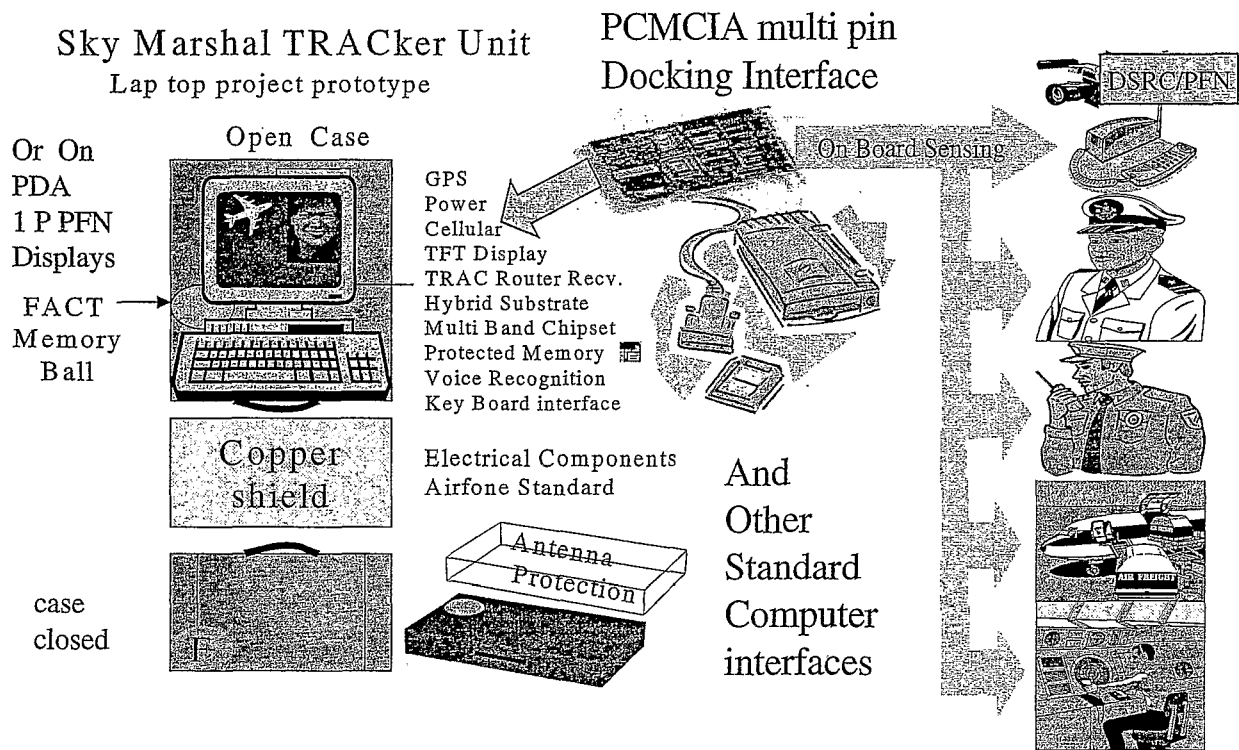 Sky Marshal TRACker Unit
Lap top project prototype
PCMCIA multi pin
Docking Interface
DSRC/PFN
On Board Sensing
Open Case
Or On
PDA
1 P PFN
Displays
FACT
Memory
Ball
GPS
Power
Cellular
TFT Display
TRAC Router Recv.
Hybrid Substrate
Multi Band Chipset
Protected Memory
Voice Recognition
Key Board interface
Copper
shield
Electrical Components
Airfone Standard
And
Other
Standard
Computer
interfaces
Antenna
Protection
AIR FREIGHT
case
closed